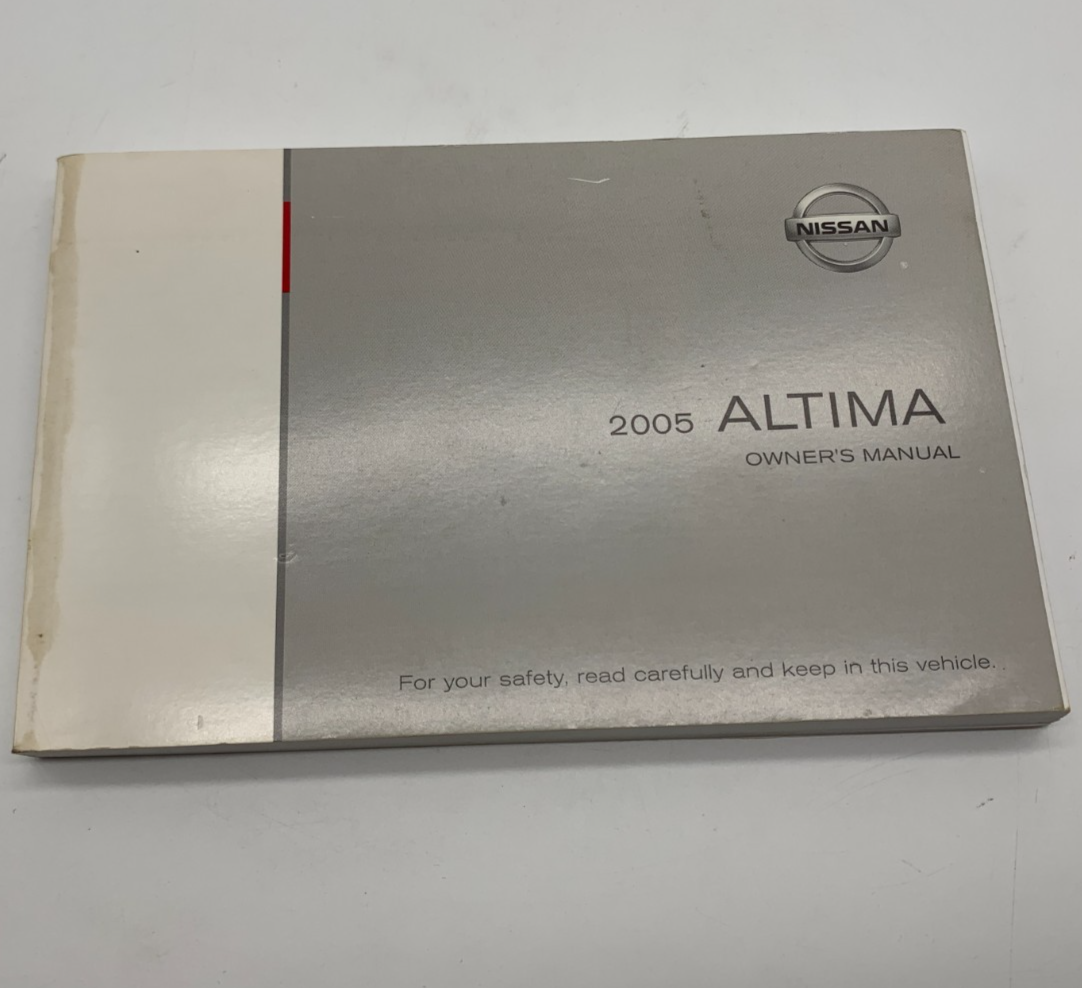 NISSAN
2005 ALTIMA
OWNER'S MANUAL
For your safety, read carefully and keep in this vehicle.